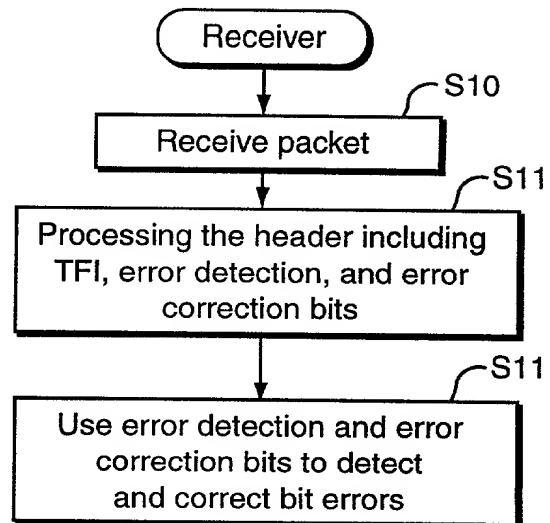 Receiver
S10
Receive packet
S11
Processing the header including
TFI, error detection, and error
correction bits
S11
Use error detection and error
correction bits to detect
and correct bit errors